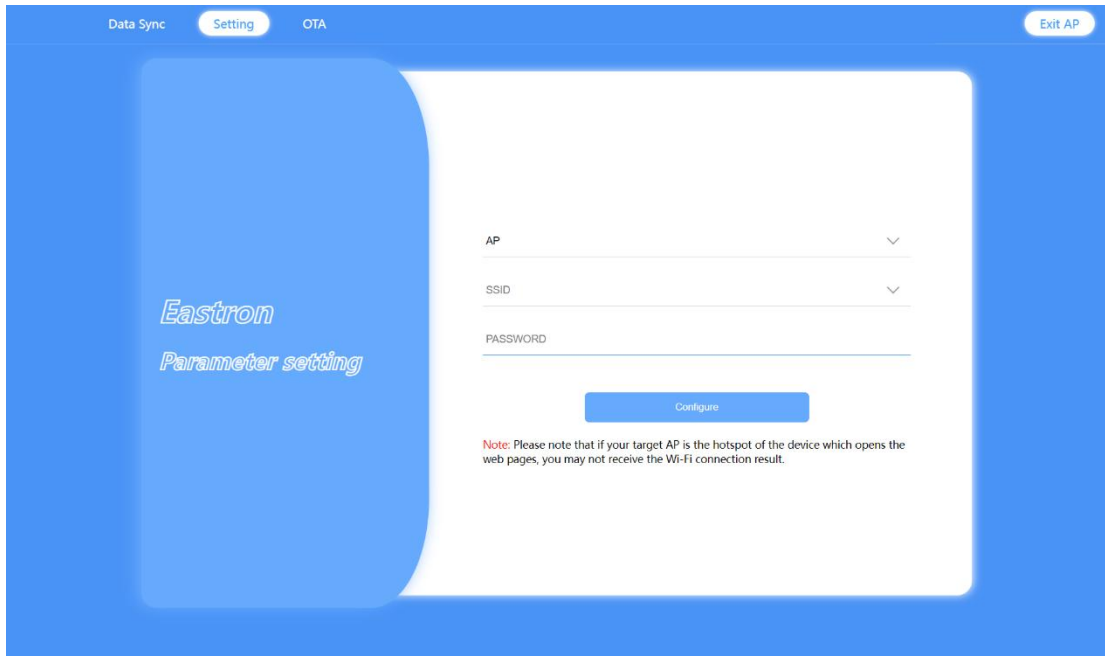 Data Sync
Setting
OTA
Exit AP
Eastron
Parameter setting
AP
SSID
PASSWORD
Configure
Note: Please note that if your target AP is the hotspot of the device which opens the
web pages, you may not receive the Wi-Fi connection result.